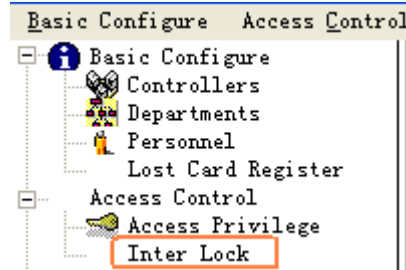 Basic Configure Access Control
Basic Configure
Controllers
Departments
Personnel
Lost Card Register
Access Control
Access Privilege
Inter Lock